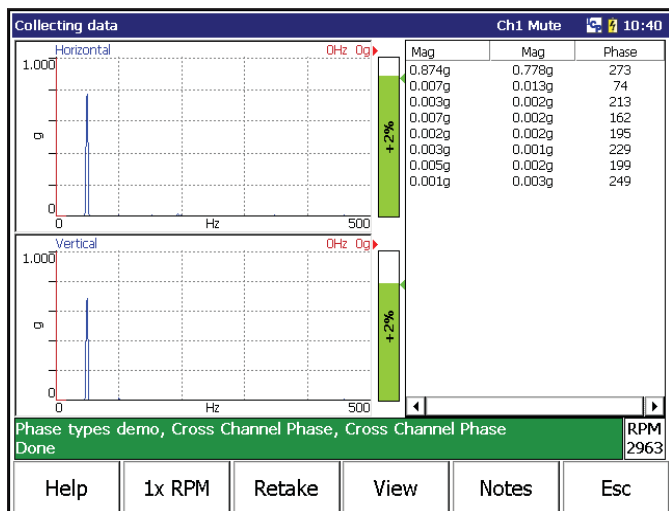 Collecting data Ch1 Mute 10:40
Horizontal 0Hz 0g
1.000
g
0 Hz 500
+2%
Vertical 0Hz 0g
1.000
g
0 Hz 500
+2%
Mag Mag Phase
0.874g 0.778g 273
0.007g 0.013g 74
0.003g 0.002g 213
0.007g 0.002g 162
0.002g 0.002g 195
0.003g 0.001g 229
0.005g 0.002g 199
0.001g 0.003g 249
Phase types demo, Cross Channel Phase, Cross Channel Phase
Done
RPM
2963
Help 1x RPM Retake View Notes Esc